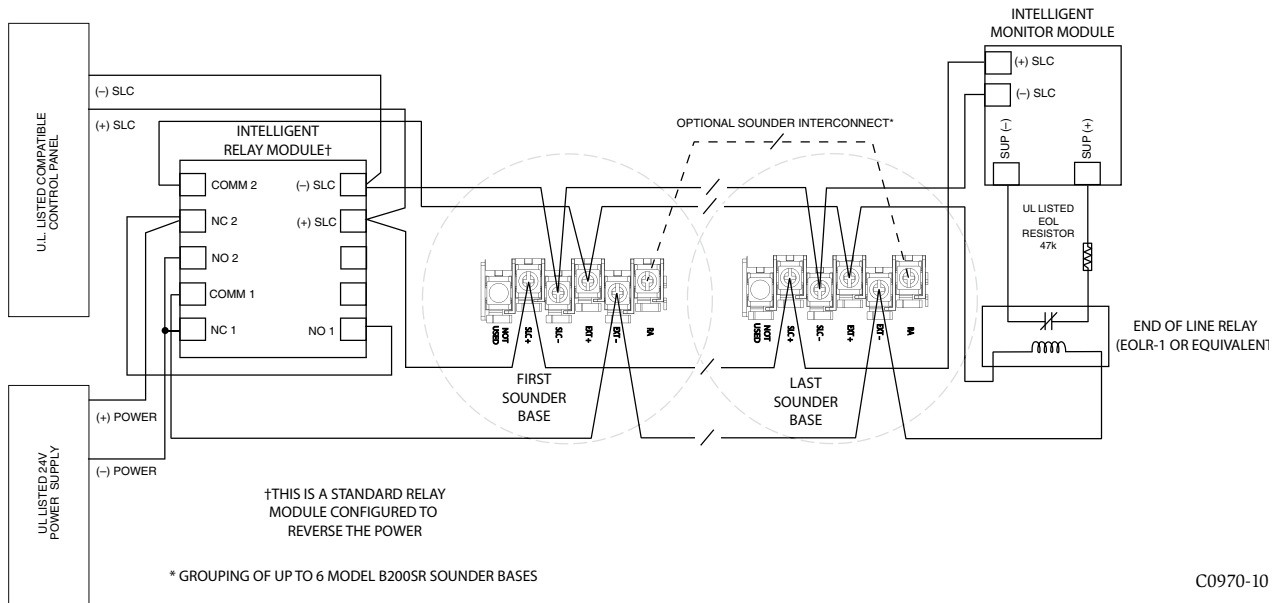 INTELLIGENT
MONITOR MODULE
(+) SLC
(–) SLC
SUP (–)
SUP (+)
UL LISTED
EOL
RESISTOR
47k
END OF LINE RELAY
(EOLR-1 OR EQUIVALENT
U.L. LISTED COMPATIBLE
CONTROL PANEL
(–) SLC
(+) SLC
INTELLIGENT
RELAY MODULE†
COMM 2
NC 2
NO 2
COMM 1
NC 1
(–) SLC
(+) SLC
NO 1
OPTIONAL SOUNDER INTERCONNECT*
NOT
USED
SLC +
SLC -
EXT +
EXT -
RA
FIRST
SOUNDER
BASE
NOT
USED
SLC +
SLC -
EXT +
EXT -
RA
LAST
SOUNDER
BASE
UL LISTED 24V
POWER SUPPLY
(+) POWER
(–) POWER
†THIS IS A STANDARD RELAY
MODULE CONFIGURED TO
REVERSE THE POWER
* GROUPING OF UP TO 6 MODEL B200SR SOUNDER BASES
C0970-10